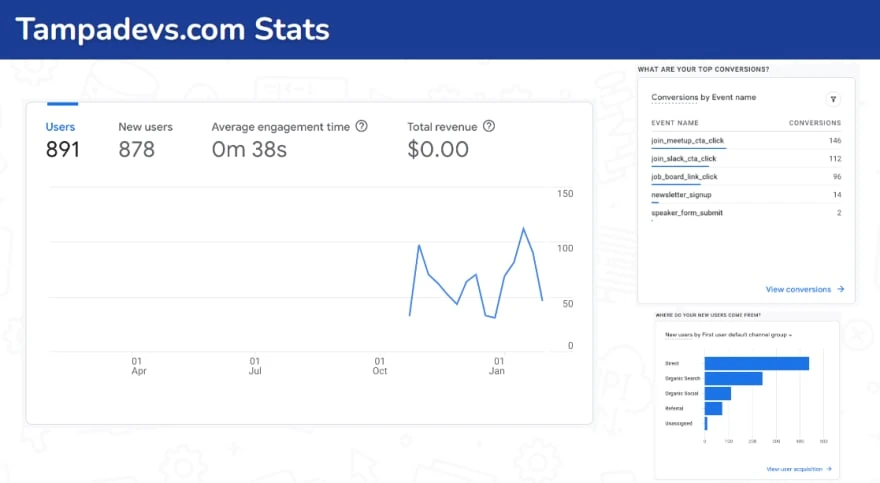 Tampadevs.com Stats
Users
891
New users
878
Average engagement time
0m 38s
Total revenue
$0.00
150
100
50
0
01 Apr
01 Jul
01 Oct
01 Jan
WHAT ARE YOUR TOP CONVERSIONS?
Conversions by Event name
EVENT NAME CONVERSIONS
join_meetup_cta_click 146
join_slack_cta_click 112
job_board_link_click 96
newsletter_signup 14
speaker_form_submit 2
View conversions
WHERE DO YOUR NEW USERS COME FROM?
New users by First user default channel group
Direct
Organic Search
Organic Social
Referral
Unassigned
0 100 200 300 400 500
View user acquisition